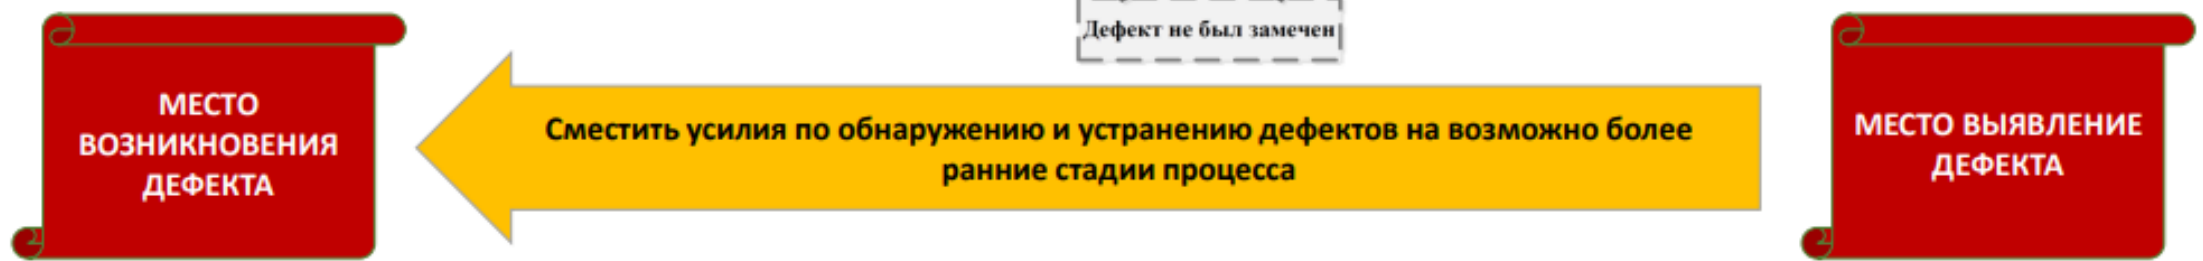 Дефект не был замечен
МЕСТО
ВОЗНИКНОВЕНИЯ
ДЕФЕКТА
Сместить усилия по обнаружению и устранению дефектов на возможно более
ранние стадии процесса
МЕСТО ВЫЯВЛЕНИЕ
ДЕФЕКТА